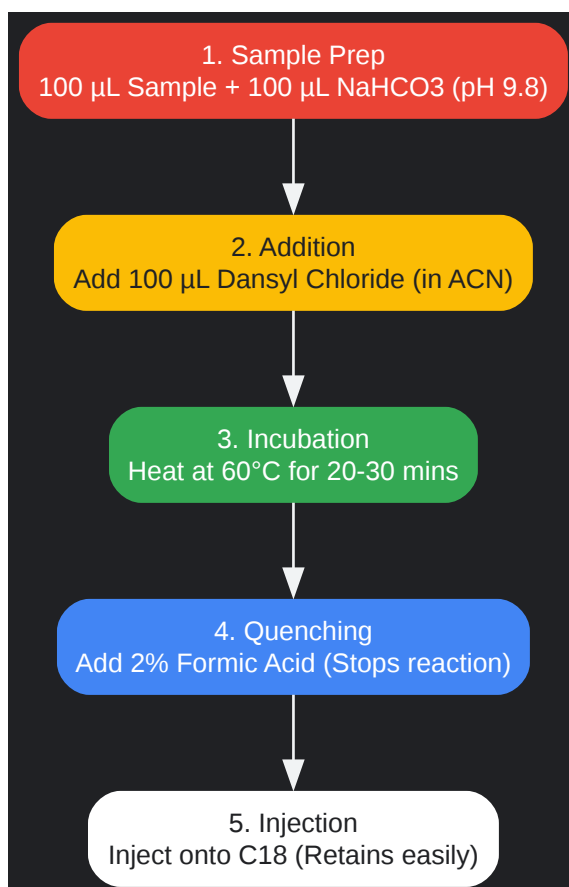 1. Sample Prep
100 µL Sample + 100 µL NaHCO3 (pH 9.8)
2. Addition
Add 100 µL Dansyl Chloride (in ACN)
3. Incubation
Heat at 60°C for 20-30 mins
4. Quenching
Add 2% Formic Acid (Stops reaction)
5. Injection
Inject onto C18 (Retains easily)